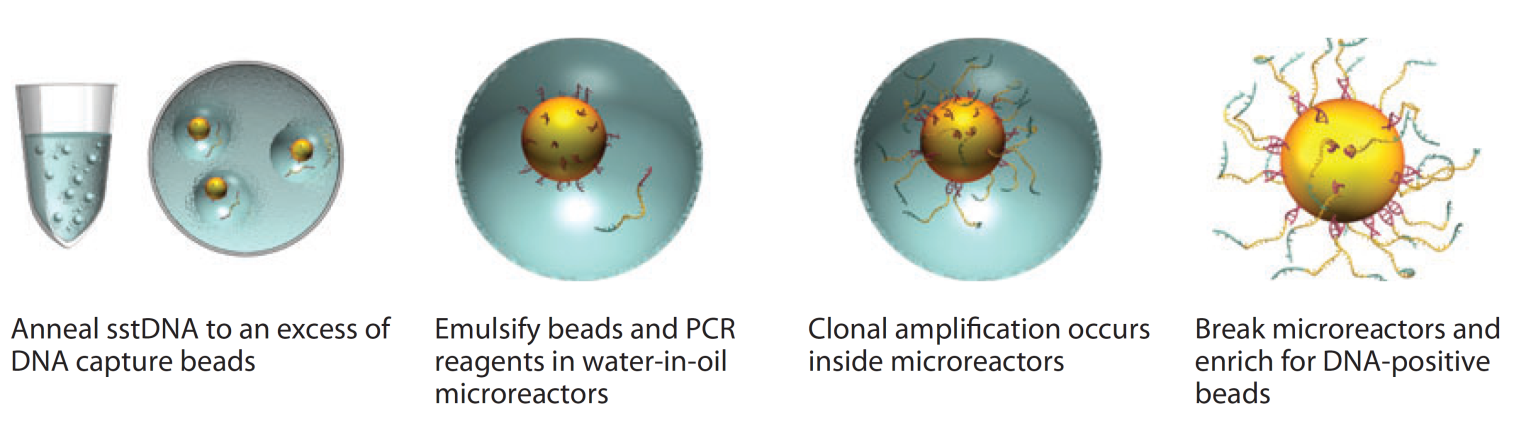 Anneal sstDNA to an excess of
DNA capture beads
Emulsify beads and PCR
reagents in water-in-oil
microreactors
Clonal amplification occurs
inside microreactors
Break microreactors and
enrich for DNA-positive
beads